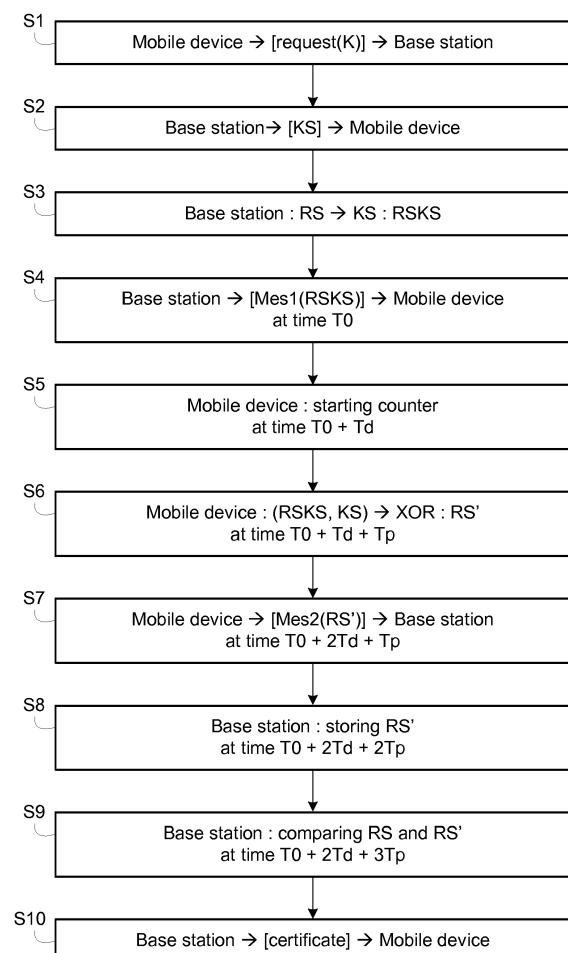 S1
Mobile device → [request(K)] → Base station
S2
Base station→ [KS] → Mobile device
S3
Base station : RS → KS : RSKS
S4
Base station → [Mes1(RSKS)] → Mobile device
at time T0
S5
Mobile device : starting counter
at time T0 + Td
S6
Mobile device : (RSKS, KS) → XOR : RS’
at time T0 + Td + Tp
S7
Mobile device → [Mes2(RS’)] → Base station
at time T0 + 2Td + Tp
S8
Base station : storing RS’
at time T0 + 2Td + 2Tp
S9
Base station : comparing RS and RS’
at time T0 + 2Td + 3Tp
S10
Base station → [certificate] → Mobile device